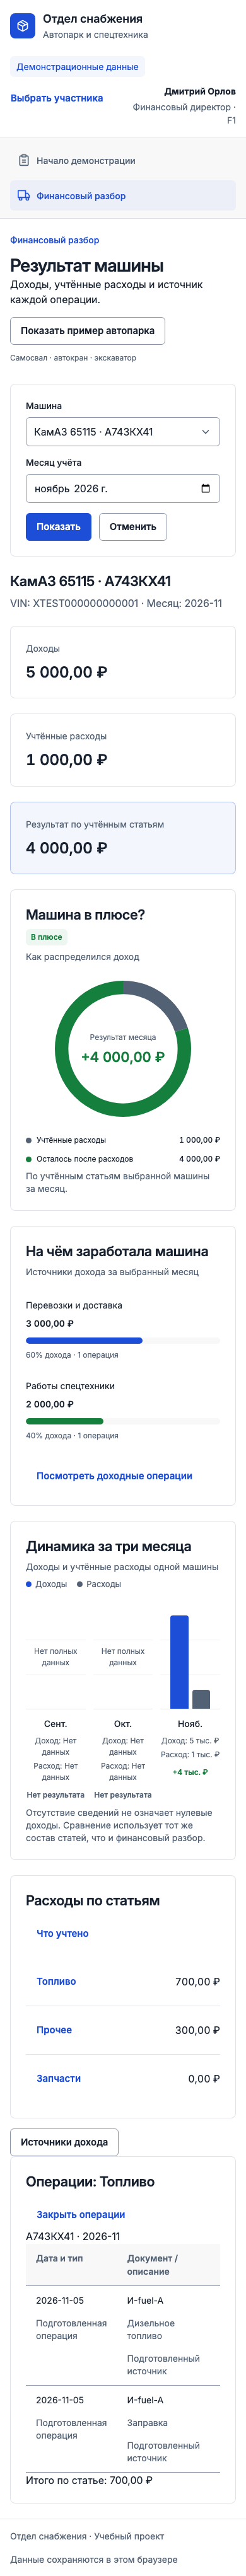 Отдел снабжения
Автопарк и спецтехника
Демонстрационные данные
Выбрать участника
Дмитрий Орлов
Финансовый директор ·
F1
Начало демонстрации
Финансовый разбор
Финансовый разбор
Результат машины
Доходы, учтённые расходы и источник
каждой операции.
Показать пример автопарка
Самосвал · автокран · экскаватор
Машина
КамАЗ 65115 · А743КХ41
Месяц учёта
ноябрь 2026 г.
Показать
Отменить
КамАЗ 65115 · А743КХ41
VIN: XTEST000000000001 · Месяц: 2026-11
Доходы
5 000,00 ₽
Учтённые расходы
1 000,00 ₽
Результат по учтённым статьям
4 000,00 ₽
Машина в плюсе?
В плюсе
Как распределился доход
Результат месяца
+4 000,00 ₽
Учтённые расходы 1 000,00 ₽
Осталось после расходов 4 000,00 ₽
По учтённым статьям выбранной машины
за месяц.
На чём заработала машина
Источники дохода за выбранный месяц
Перевозки и доставка
3 000,00 ₽
60% дохода · 1 операция
Работы спецтехники
2 000,00 ₽
40% дохода · 1 операция
Посмотреть доходные операции
Динамика за три месяца
Доходы и учтённые расходы одной машины
Доходы Расходы
Нет полных
данных
Нет полных
данных
Сент.
Доход: Нет
данных
Расход: Нет
данных
Нет результата
Окт.
Доход: Нет
данных
Расход: Нет
данных
Нет результата
Нояб.
Доход: 5 тыс. ₽
Расход: 1 тыс. ₽
+4 тыс. ₽
Отсутствие сведений не означает нулевые
доходы. Сравнение использует тот же
состав статей, что и финансовый разбор.
Расходы по статьям
Что учтено
Топливо 700,00 ₽
Прочее 300,00 ₽
Запчасти 0,00 ₽
Источники дохода
Операции: Топливо
Закрыть операции
А743КХ41 · 2026-11
Дата и тип
Документ /
описание
2026-11-05
Подготовленная
операция
И-fuel-A
Дизельное
топливо
Подготовленный
источник
2026-11-05
Подготовленная
операция
И-fuel-A
Заправка
Подготовленный
источник
Итого по статье: 700,00 ₽
Отдел снабжения · Учебный проект
Данные сохраняются в этом браузере